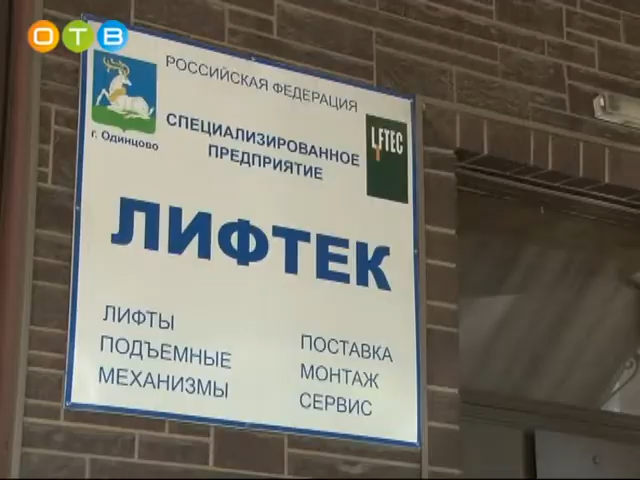 ОТВ
РОССИЙСКАЯ ФЕДЕРАЦИЯ
г. Одинцово
СПЕЦИАЛИЗИРОВАННОЕ
ПРЕДПРИЯТИЕ
LFTEC
ЛИФТЕК
ЛИФТЫ
ПОДЪЕМНЫЕ
МЕХАНИЗМЫ
ПОСТАВКА
МОНТАЖ
СЕРВИС